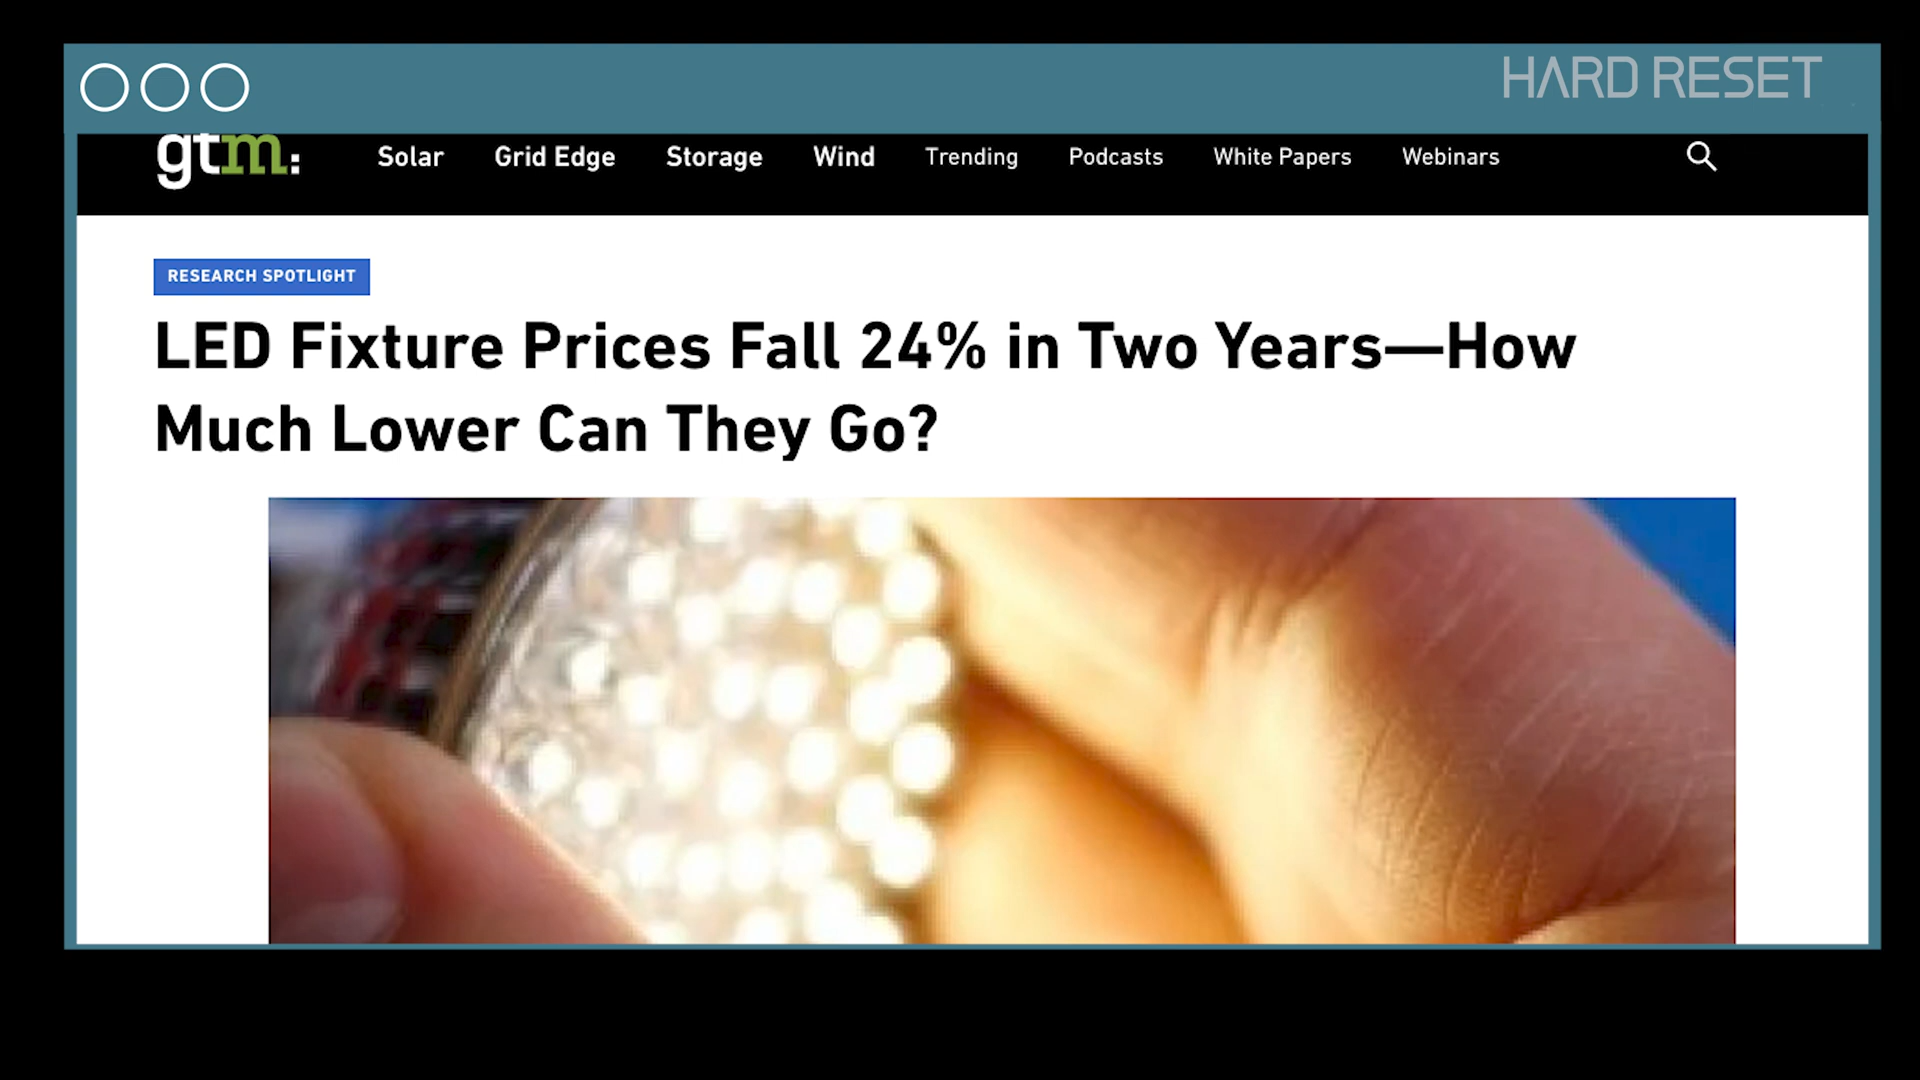 HARD RESET
gtm:
Solar Grid Edge Storage Wind Trending Podcasts White Papers Webinars
RESEARCH SPOTLIGHT
LED Fixture Prices Fall 24% in Two Years—How
Much Lower Can They Go?